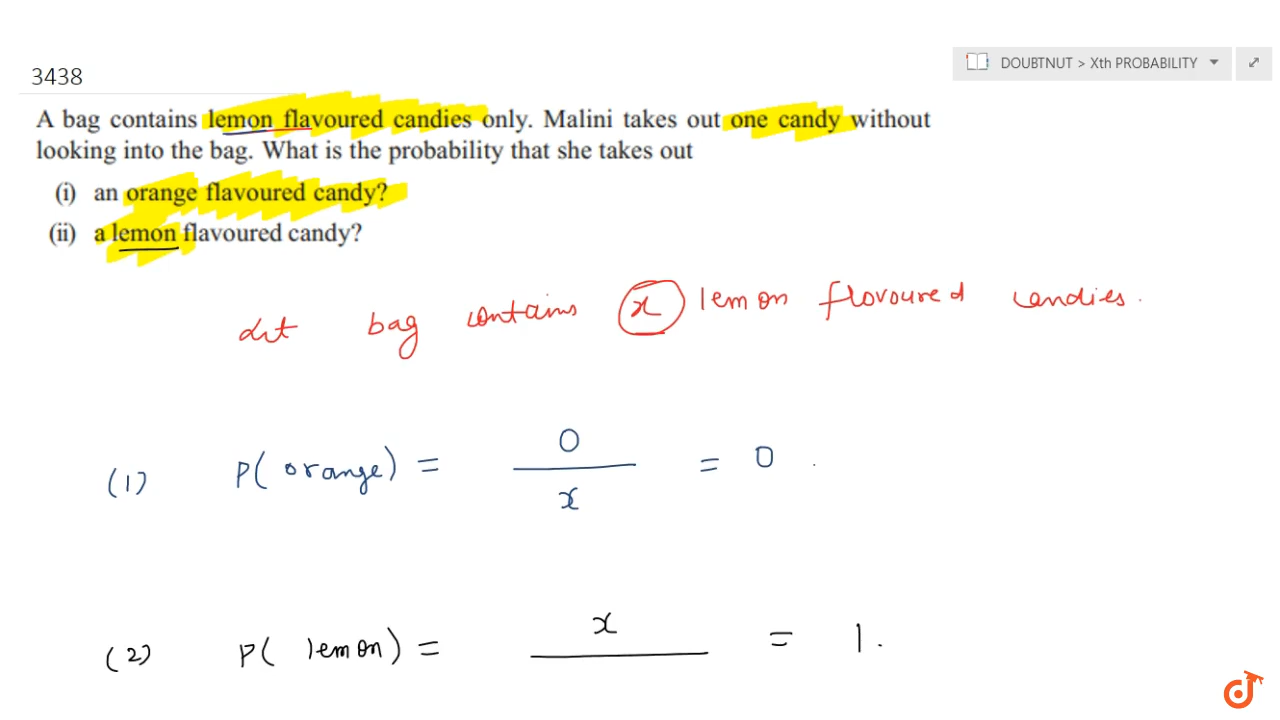 3438
DOUBTNUT > Xth PROBABILITY
A bag contains lemon flavoured candies only. Malini takes out one candy without
looking into the bag. What is the probability that she takes out
(i) an orange flavoured candy?
(ii) a lemon flavoured candy?
Let bag contains x lemon flavoured candies.
(1) P(orange) = 0/x = 0.
(2) P(lemon) = x/ = 1.